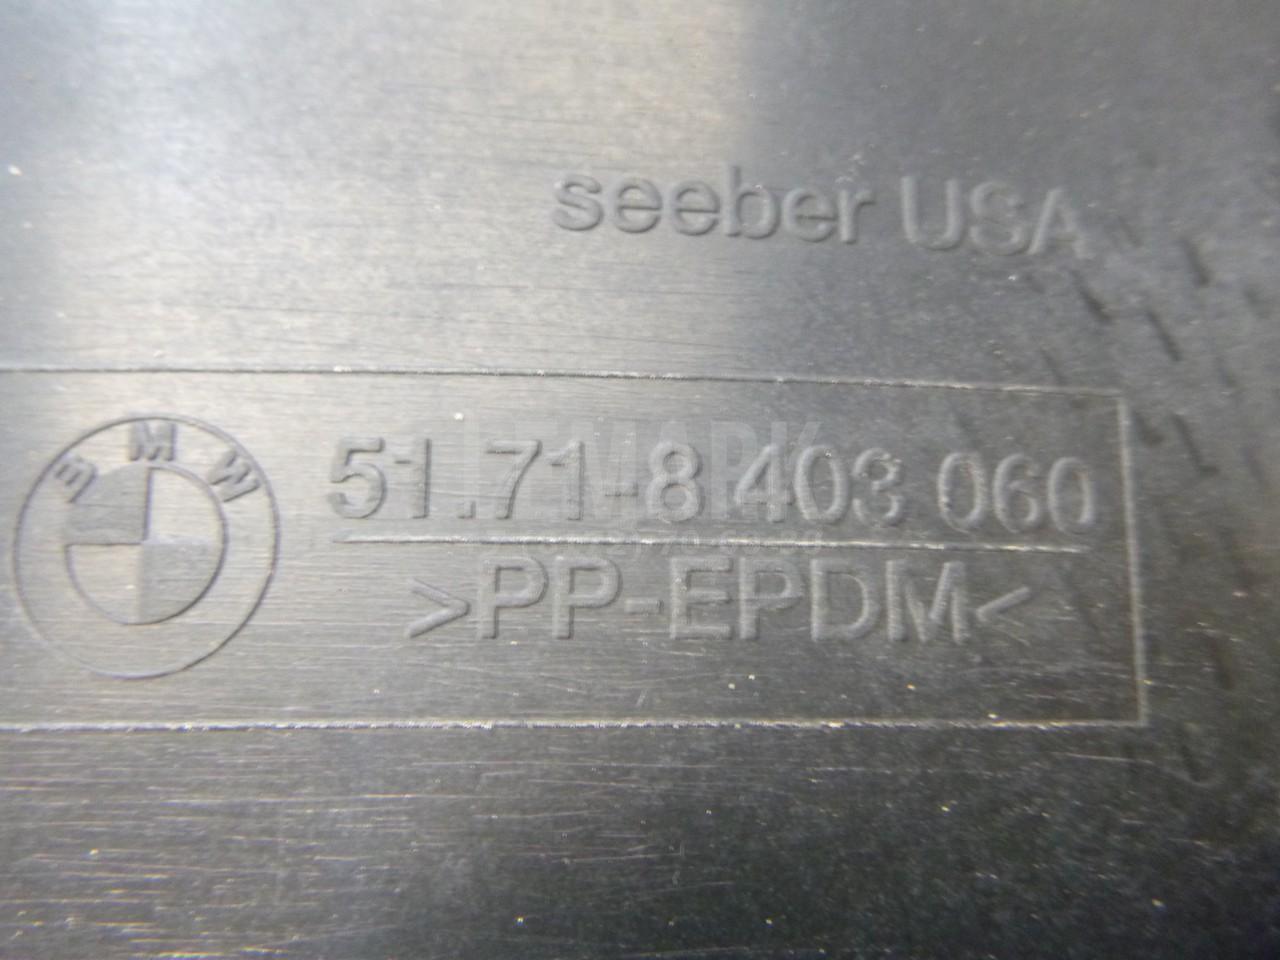 seeber USA
BMW
51.71-8 403 060
>PP-EPDM<